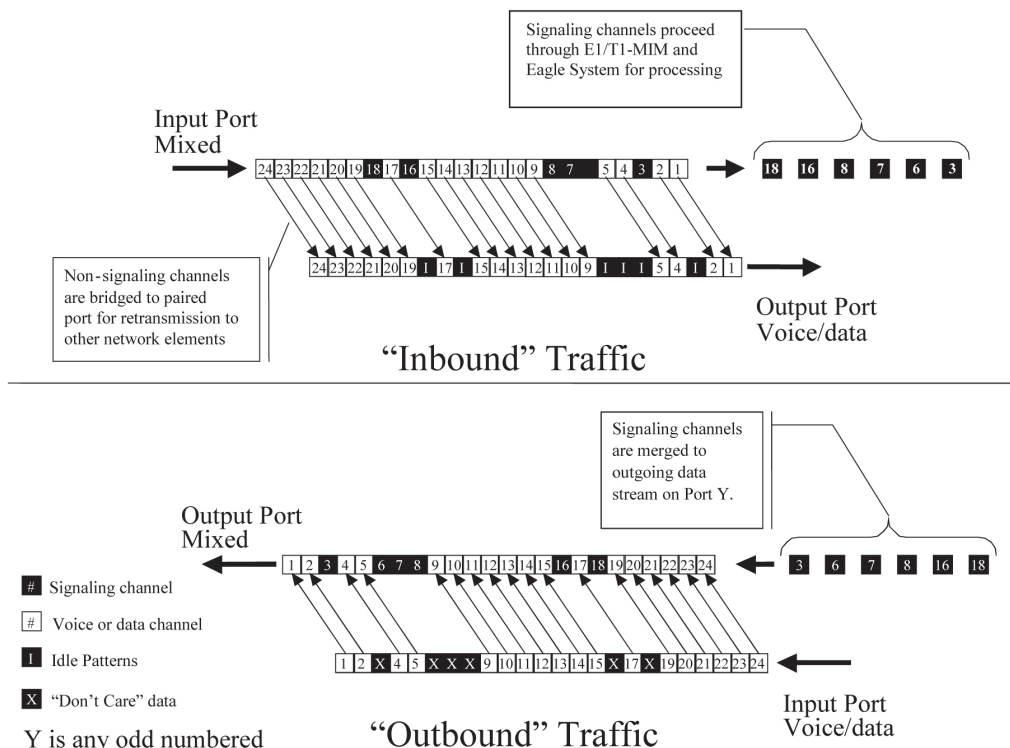 Signaling channels proceed
through E1/T1-MIM and
Eagle System for processing
Input Port
Mixed
24 23 22 21 20 19 18 17 16 15 14 13 12 11 10 9 8 7 5 4 3 2 1
18 16 8 7 6 3
24 23 22 21 20 19 I 17 I 15 14 13 12 11 10 9 I I I 5 4 I 2 1
Non-signaling channels
are bridged to paired
port for retransmission to
other network elements
Output Port
Voice/data
“Inbound” Traffic
Signaling channels
are merged to
outgoing data
stream on Port Y.
Output Port
Mixed
1 2 3 4 5 6 7 8 9 10 11 12 13 14 15 16 17 18 19 20 21 22 23 24
3 6 7 8 16 18
# Signaling channel
# Voice or data channel
I Idle Patterns
X “Don’t Care” data
1 2 X 4 5 X X X 9 10 11 12 13 14 15 X 17 X 19 20 21 22 23 24
Input Port
Voice/data
Y is any odd numbered
“Outbound” Traffic